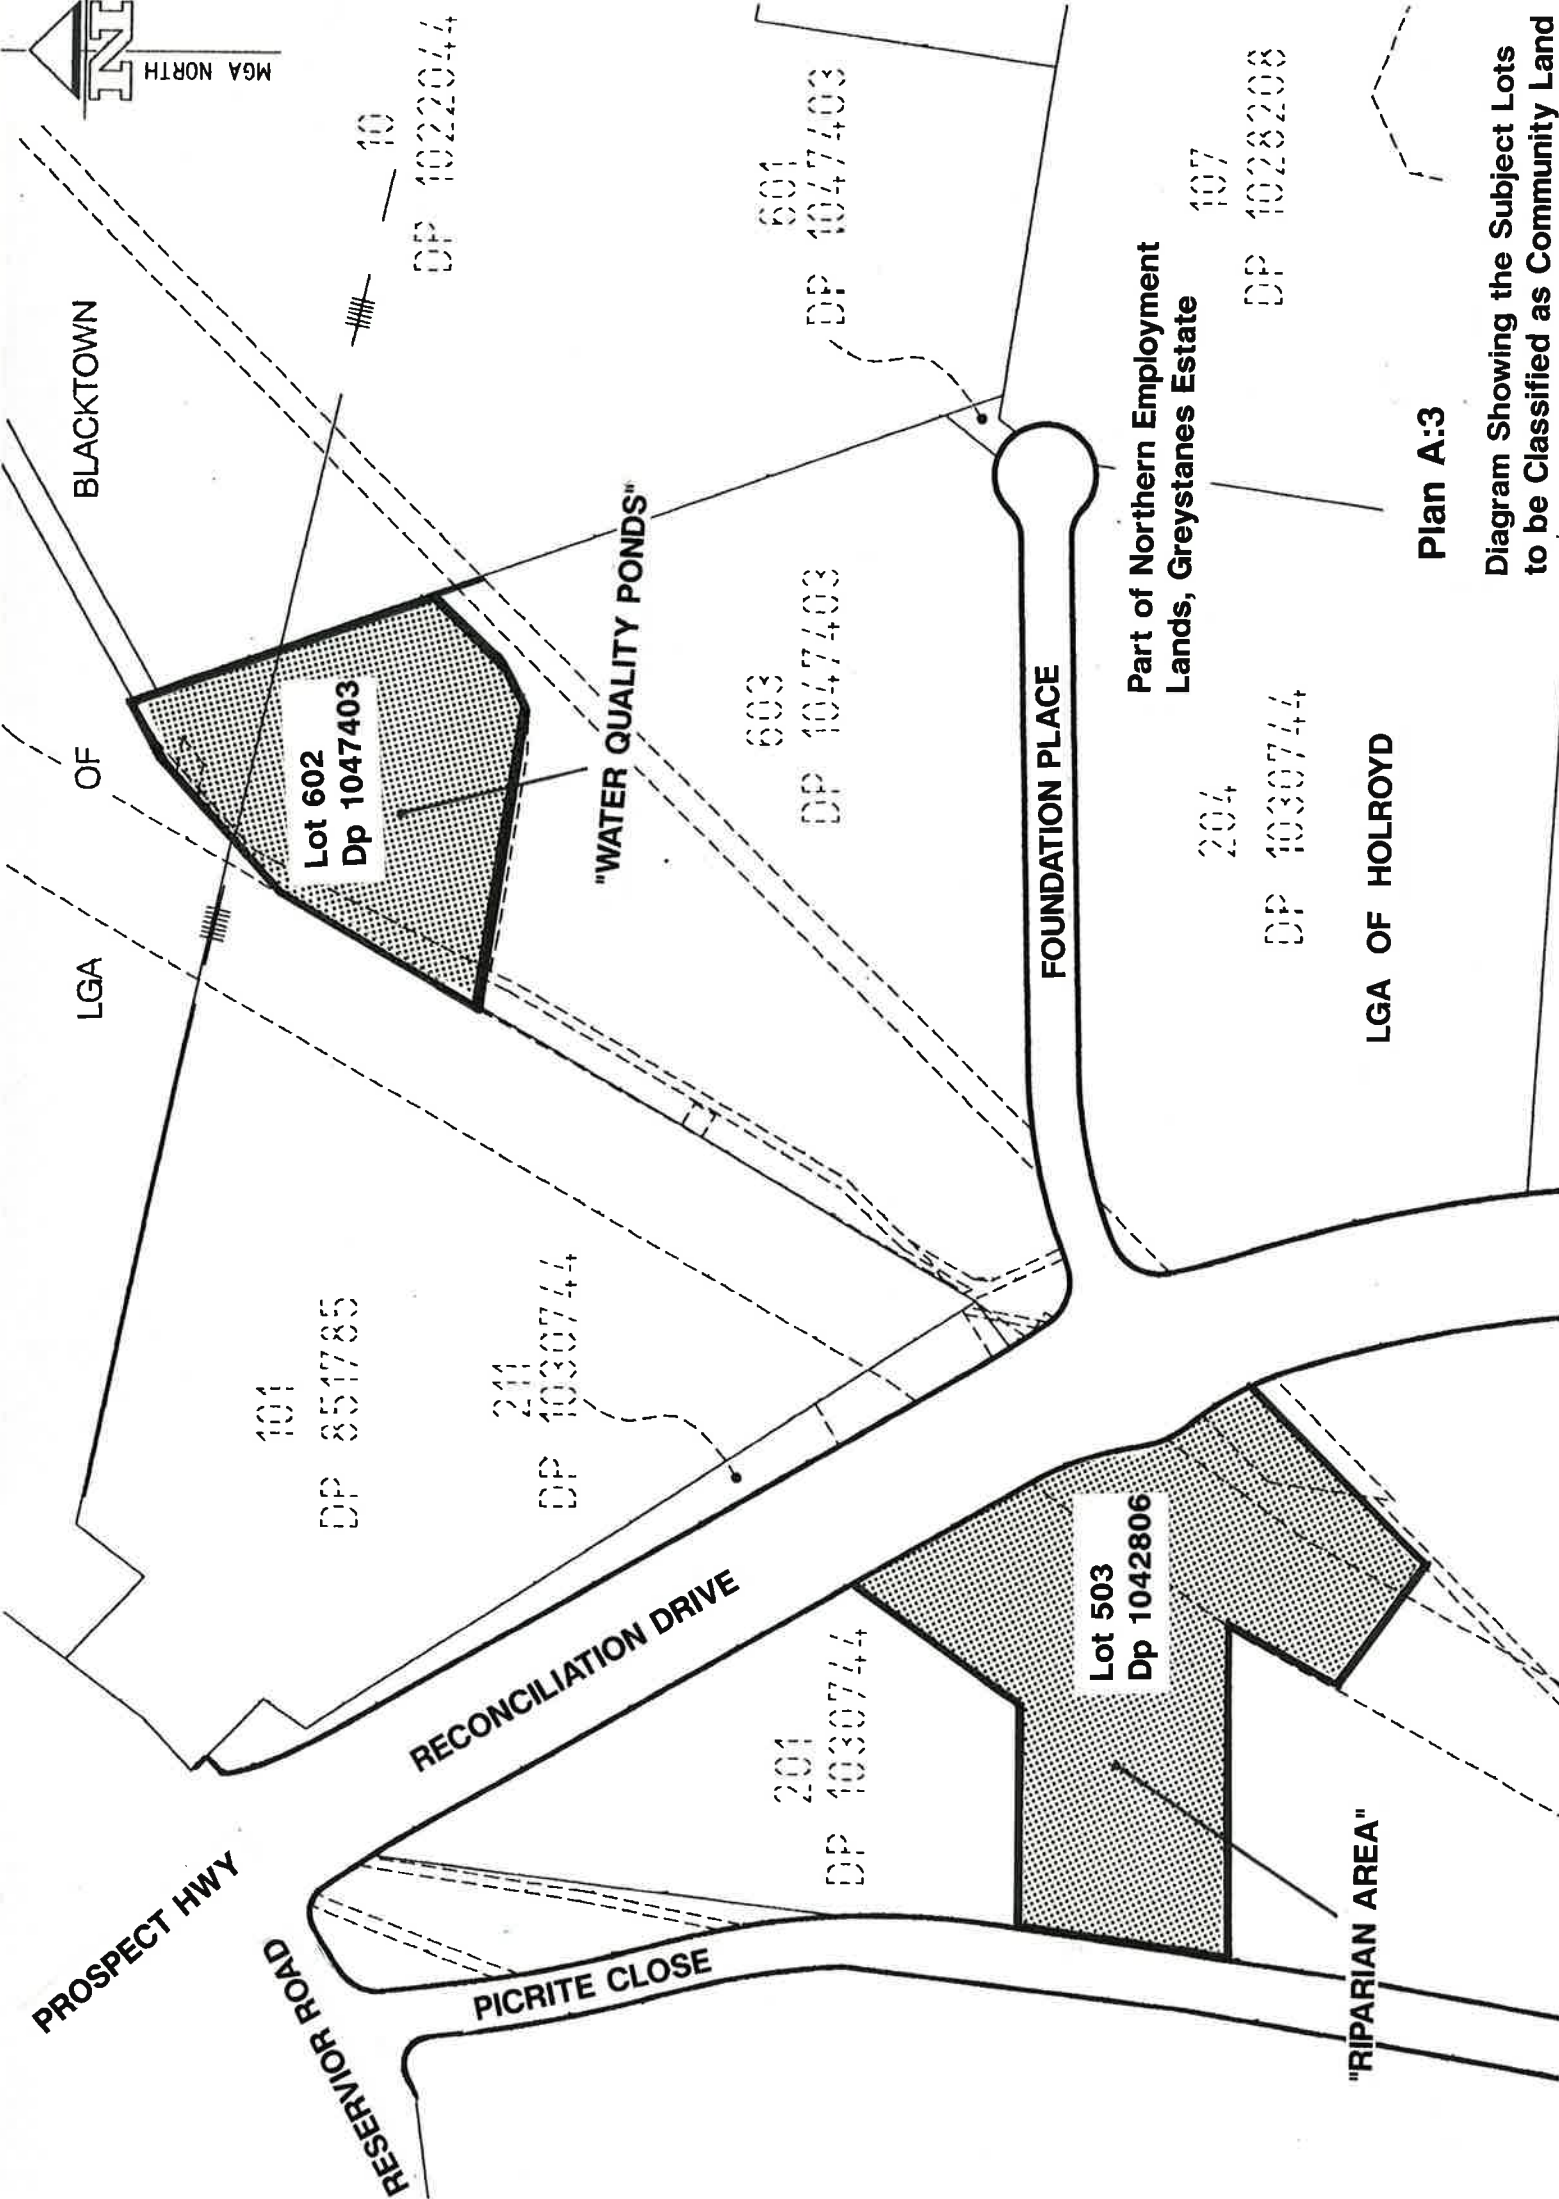 PROSPECT HWY
RESERVIOR ROAD
RECONCILIATION DRIVE
PICRITE CLOSE
101
DP 851785
211
DP 1030744
LGA OF BLACKTOWN
Lot 602
Dp 1047403
"WATER QUALITY PONDS"
MGA NORTH
N
10
DP 1022044
601
DP 1047403
603
DP 1047403
201
DP 1030744
FOUNDATION PLACE
Lot 503
Dp 1042806
"RIPARIAN AREA"
Part of Northern Employment
Lands, Greystanes Estate
107
DP 1028208
204
DP 1030744
LGA OF HOLROYD
Plan A:3
Diagram Showing the Subject Lots
to be Classified as Community Land